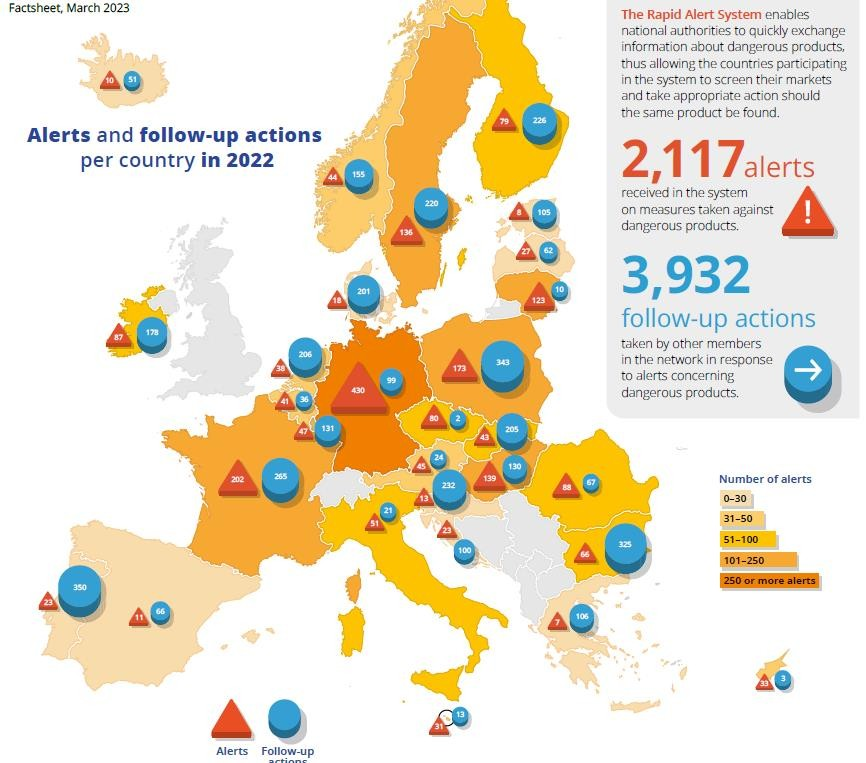 Factsheet, March 2023
The Rapid Alert System enables
national authorities to quickly exchange
information about dangerous products,
thus allowing the countries participating
in the system to screen their markets
and take appropriate action should
the same product be found.
2,117 alerts
received in the system
on measures taken against
dangerous products.
3,932
follow-up actions
taken by other members
in the network in response
to alerts concerning
dangerous products.
Alerts and follow-up actions
per country in 2022
10 51
79 226
44 155
220
136
8 105
27 62
10
123
201
18
87 178
206
38
430 99
173 343
41 36
47 131
80 2
43 205
24
45
139 130
232
13
202 265
88 67
21
51
23
100
66 325
350
23
11 66
7 106
33 3
13
31
Number of alerts
0–30
31–50
51–100
101–250
250 or more alerts
Alerts
Follow-up
actions